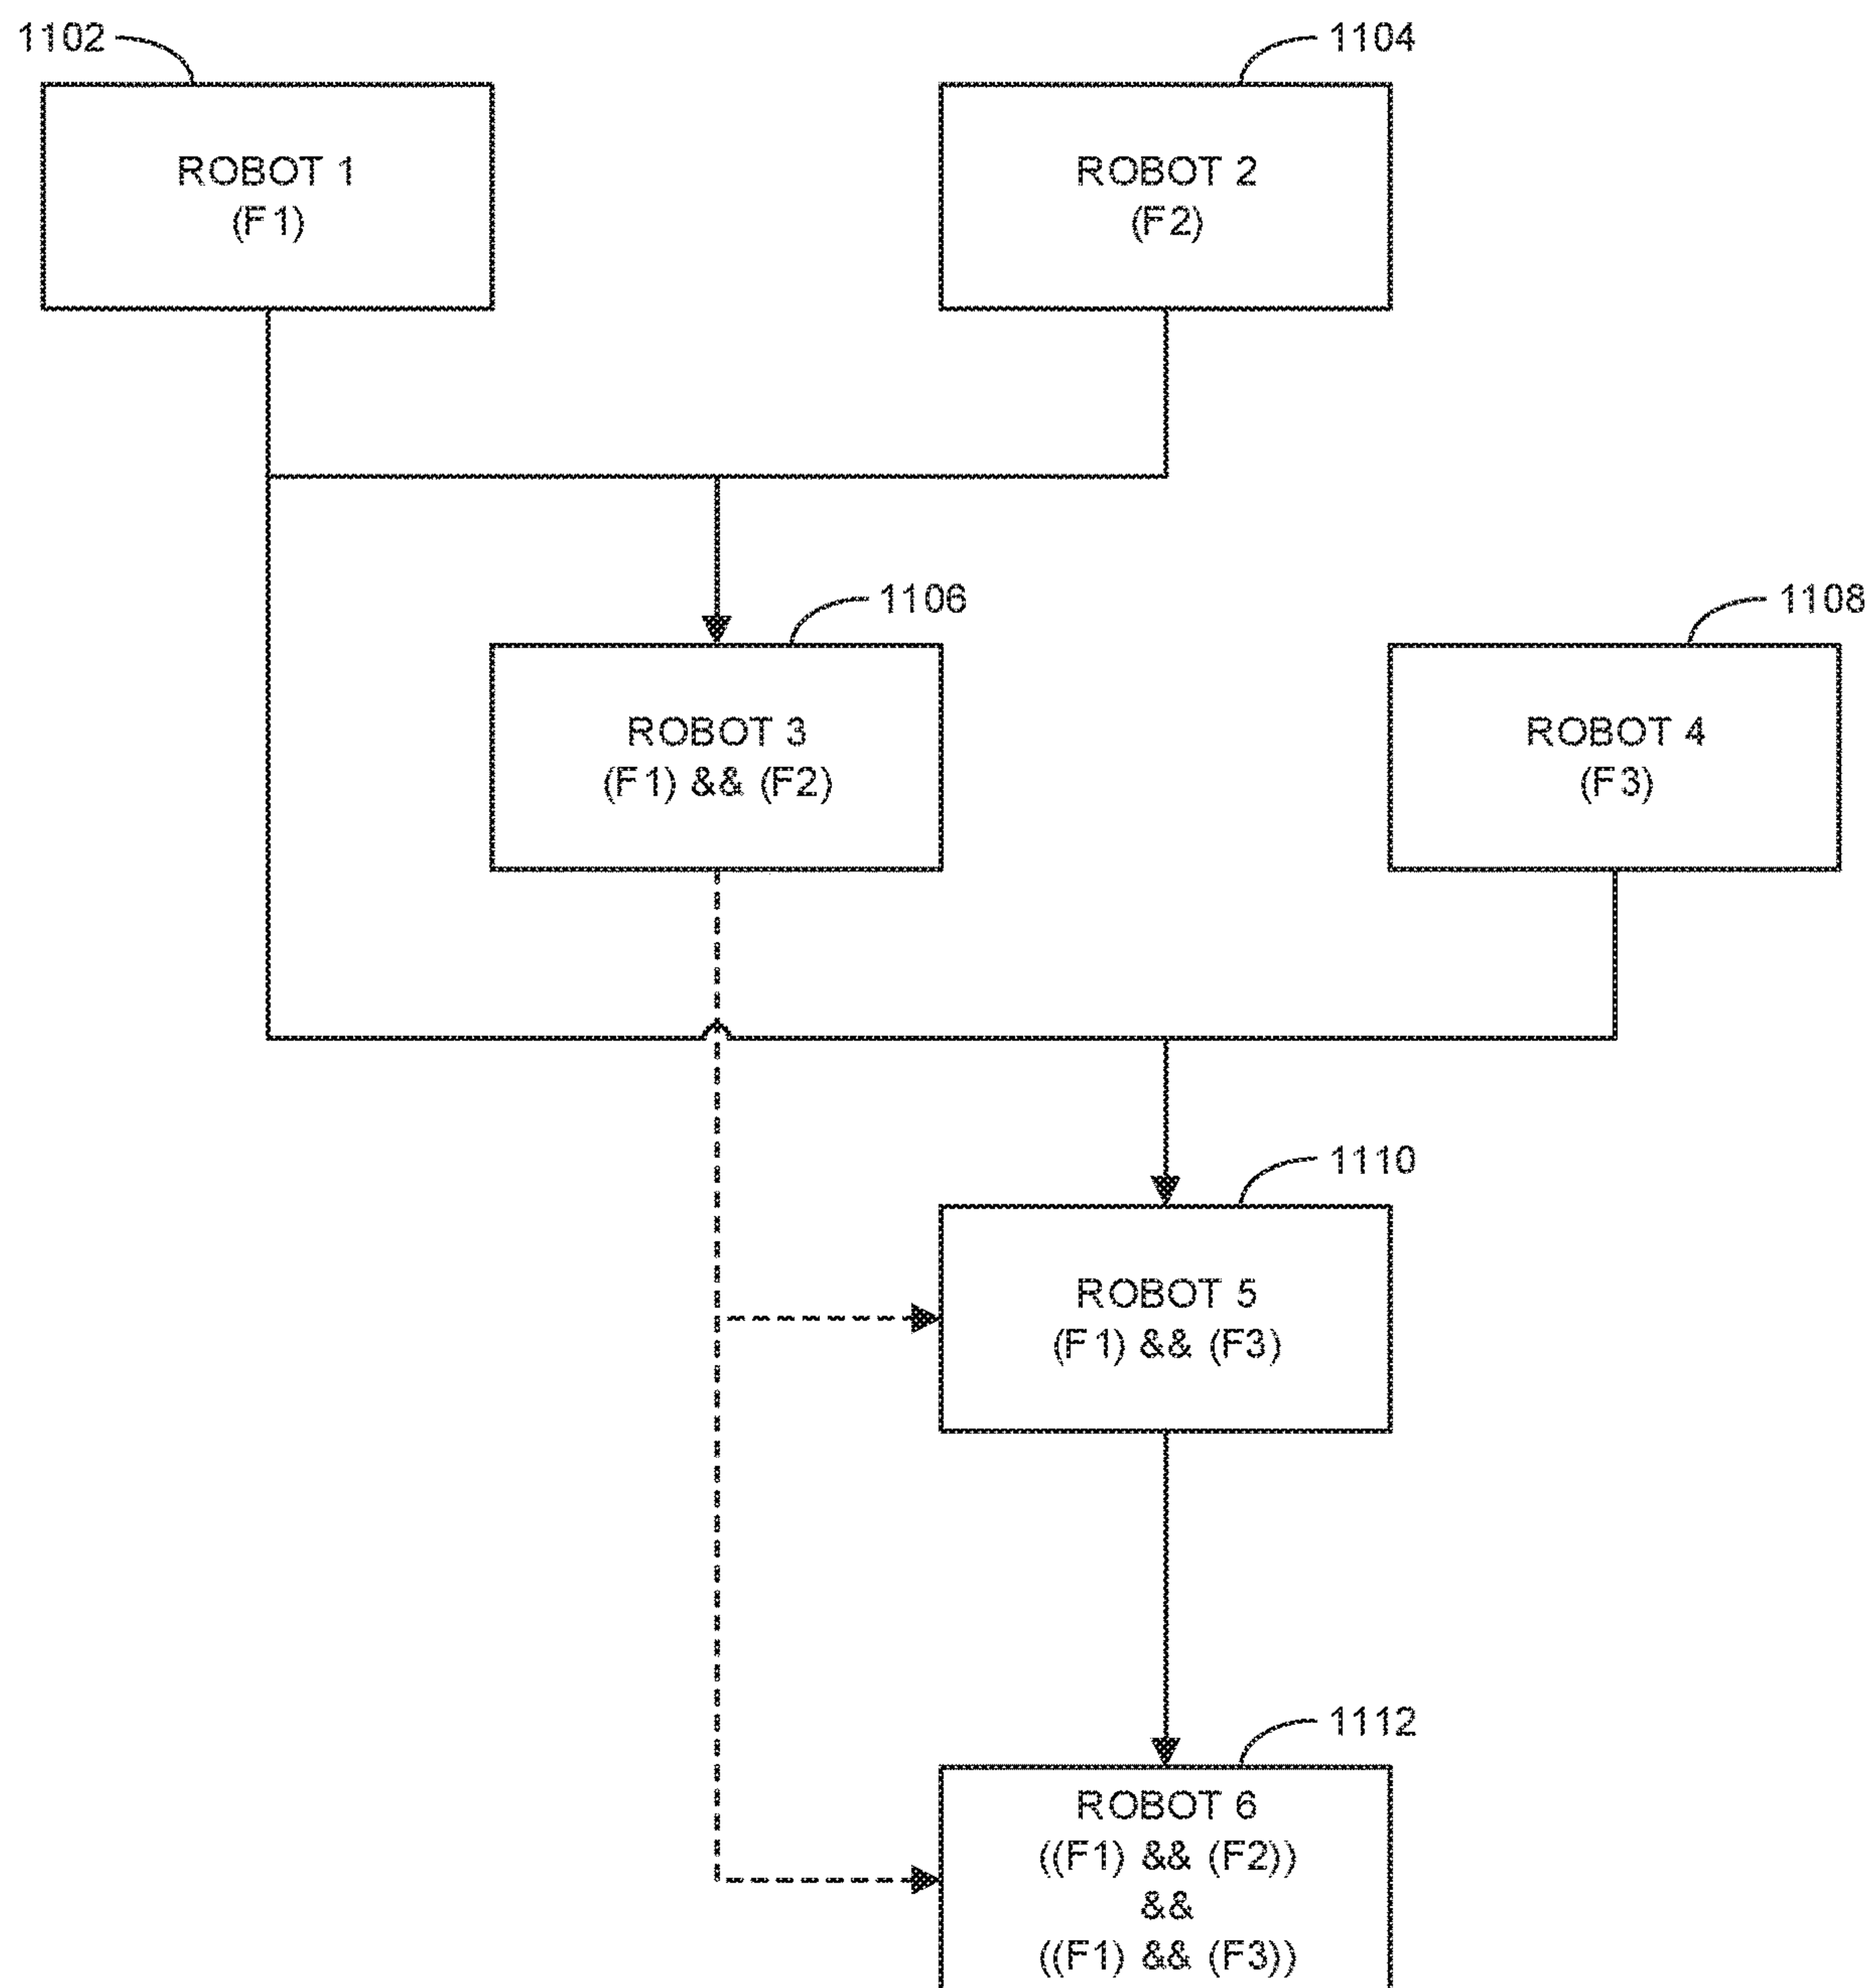 1102
1104
ROBOT 1
(F1)
ROBOT 2
(F2)
1106
1108
ROBOT 3
(F1) && (F2)
ROBOT 4
(F3)
1110
ROBOT 5
(F1) && (F3)
1112
ROBOT 6
((F1) && (F2))
&&
((F1) && (F3))